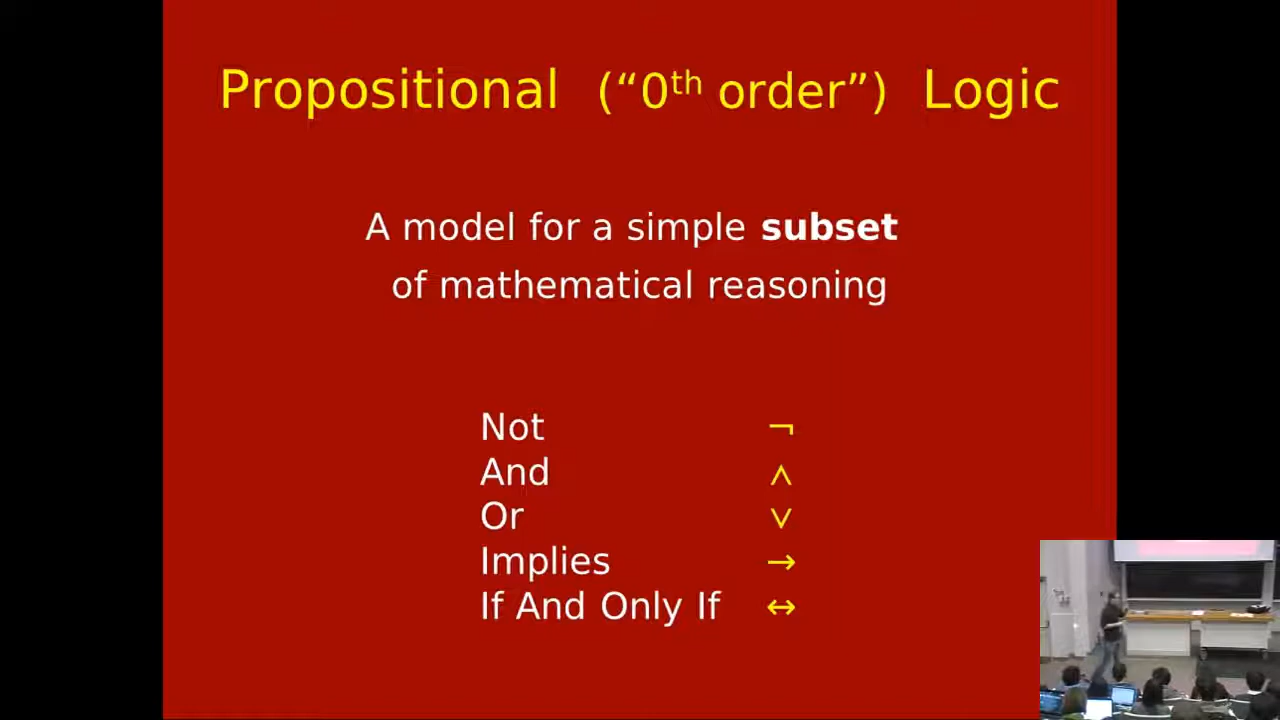 Propositional (“0th order”) Logic
A model for a simple subset
of mathematical reasoning
Not ¬
And ∧
Or ∨
Implies →
If And Only If ↔